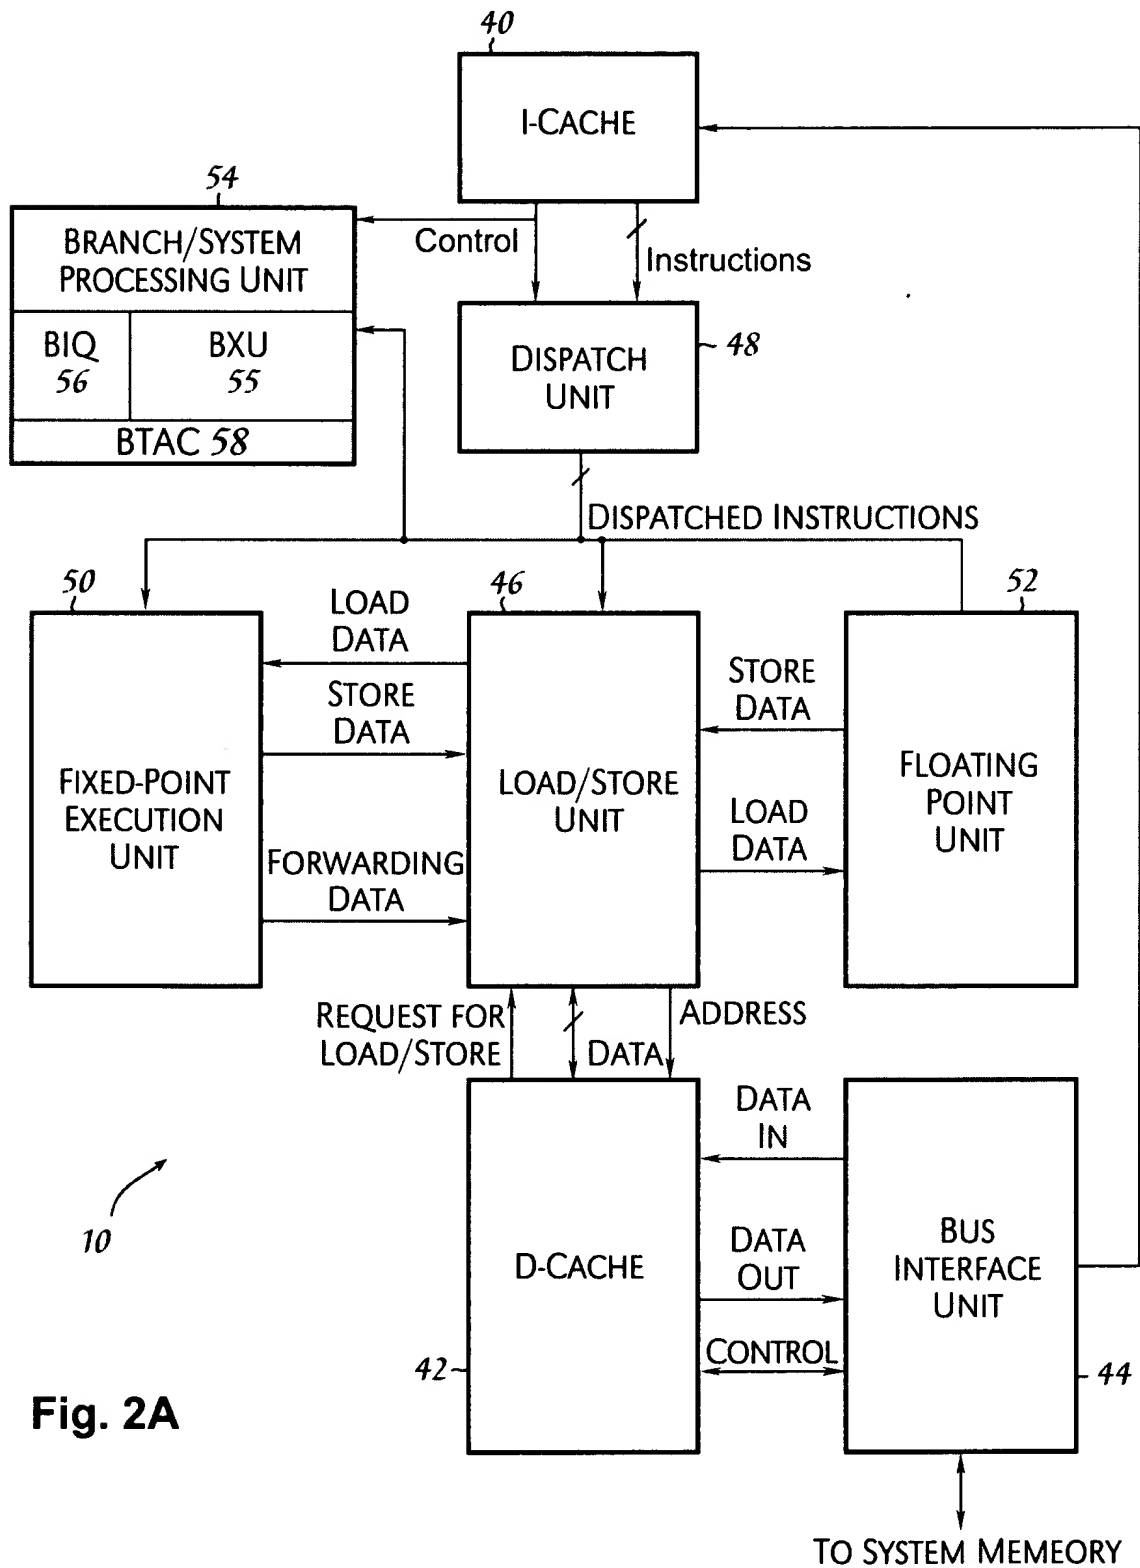 40
I-CACHE
54
BRANCH/SYSTEM
PROCESSING UNIT
Control
Instructions
BIQ
56
BXU
55
BTAC 58
DISPATCH
UNIT
48
DISPATCHED INSTRUCTIONS
50
LOAD
DATA
46
52
STORE
DATA
STORE
DATA
FIXED-POINT
EXECUTION
UNIT
LOAD/STORE
UNIT
FLOATING
POINT
UNIT
LOAD
DATA
FORWARDING
DATA
REQUEST FOR
LOAD/STORE
DATA
ADDRESS
DATA
IN
10
D-CACHE
DATA
OUT
BUS
INTERFACE
UNIT
CONTROL
42
44
Fig. 2A
TO SYSTEM MEMEORY